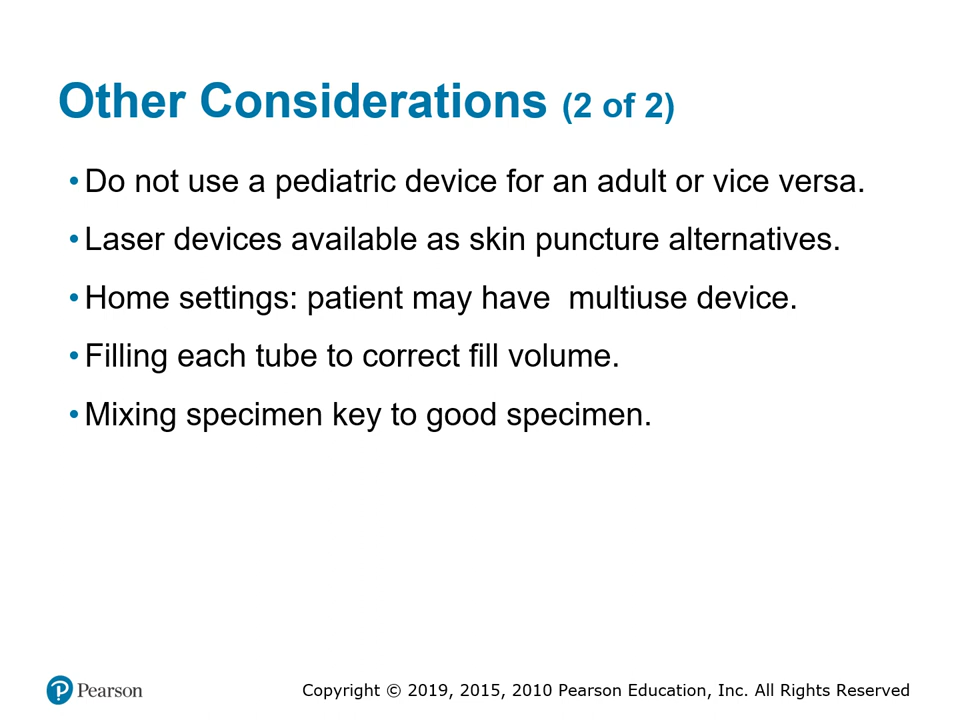 Other Considerations (2 of 2)
• Do not use a pediatric device for an adult or vice versa.
• Laser devices available as skin puncture alternatives.
• Home settings: patient may have  multiuse device.
• Filling each tube to correct fill volume.
• Mixing specimen key to good specimen.
Pearson
Copyright © 2019, 2015, 2010 Pearson Education, Inc. All Rights Reserved